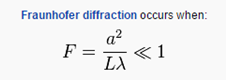 Fraunhofer diffraction occurs when:
F = a²/Lλ ≪ 1